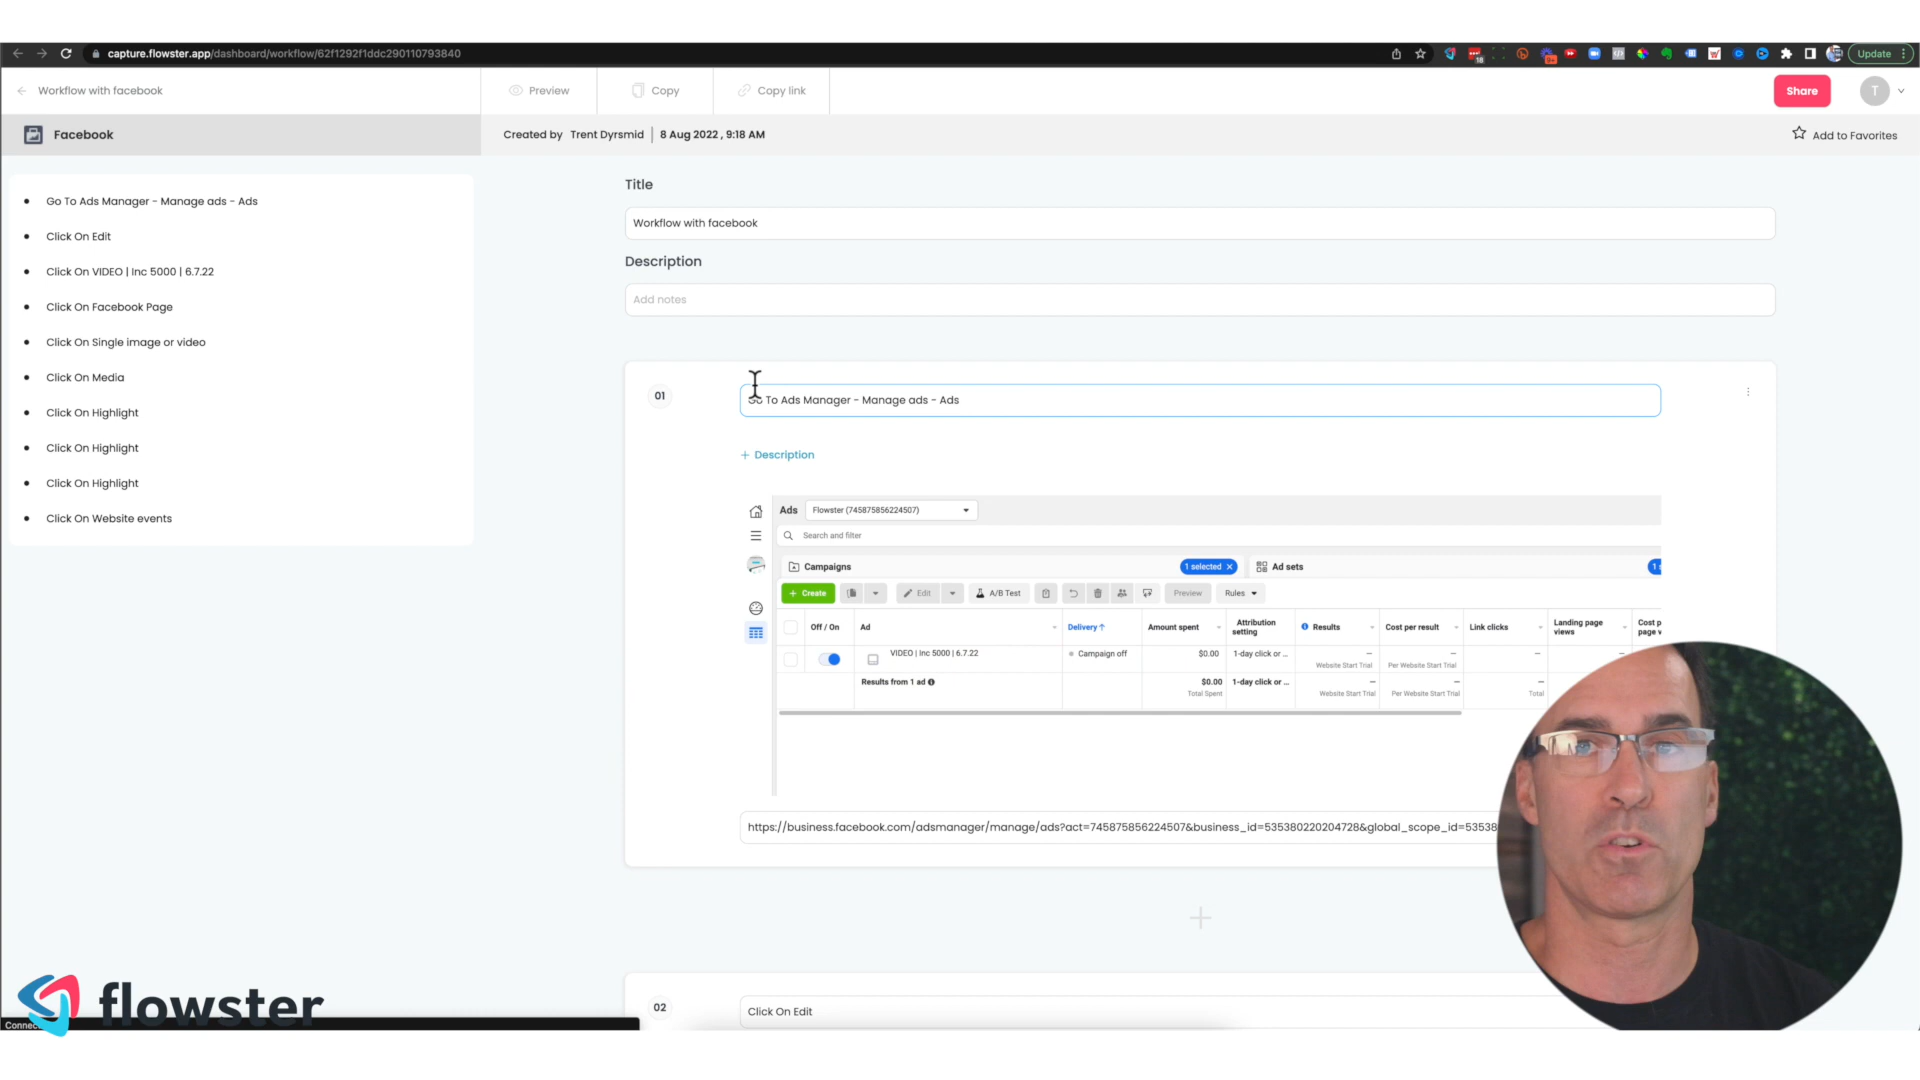 capture.flowster.app/dashboard/workflow/62f1292f1ddc290110793840
18
9+
Update
Workflow with facebook
Preview
Copy
Copy link
Share
T
Facebook
Created by Trent Dyrsmid | 8 Aug 2022 , 9:18 AM
Add to Favorites
Go To Ads Manager - Manage ads - Ads
Click On Edit
Click On VIDEO | Inc 5000 | 6.7.22
Click On Facebook Page
Click On Single image or video
Click On Media
Click On Highlight
Click On Highlight
Click On Highlight
Click On Website events
Title
Workflow with facebook
Description
Add notes
01
Go To Ads Manager - Manage ads - Ads
+ Description
Ads Flowster (745875856224507)
Search and filter
Campaigns 1 selected × Ad sets 1
+ Create Edit A/B Test Preview Rules
Off / On Ad Delivery ↑ Amount spent Attribution setting Results Cost per result Link clicks Landing page views Cost p page v
VIDEO | Inc 5000 | 6.7.22 Campaign off $0.00 1-day click or ... — — —
Website Start Trial Per Website Start Trial
Results from 1 ad $0.00 1-day click or ... — — —
Total Spent Website Start Trial Per Website Start Trial Total
https://business.facebook.com/adsmanager/manage/ads?act=745875856224507&business_id=535380220204728&global_scope_id=53538
02
Click On Edit
flowster
Connec